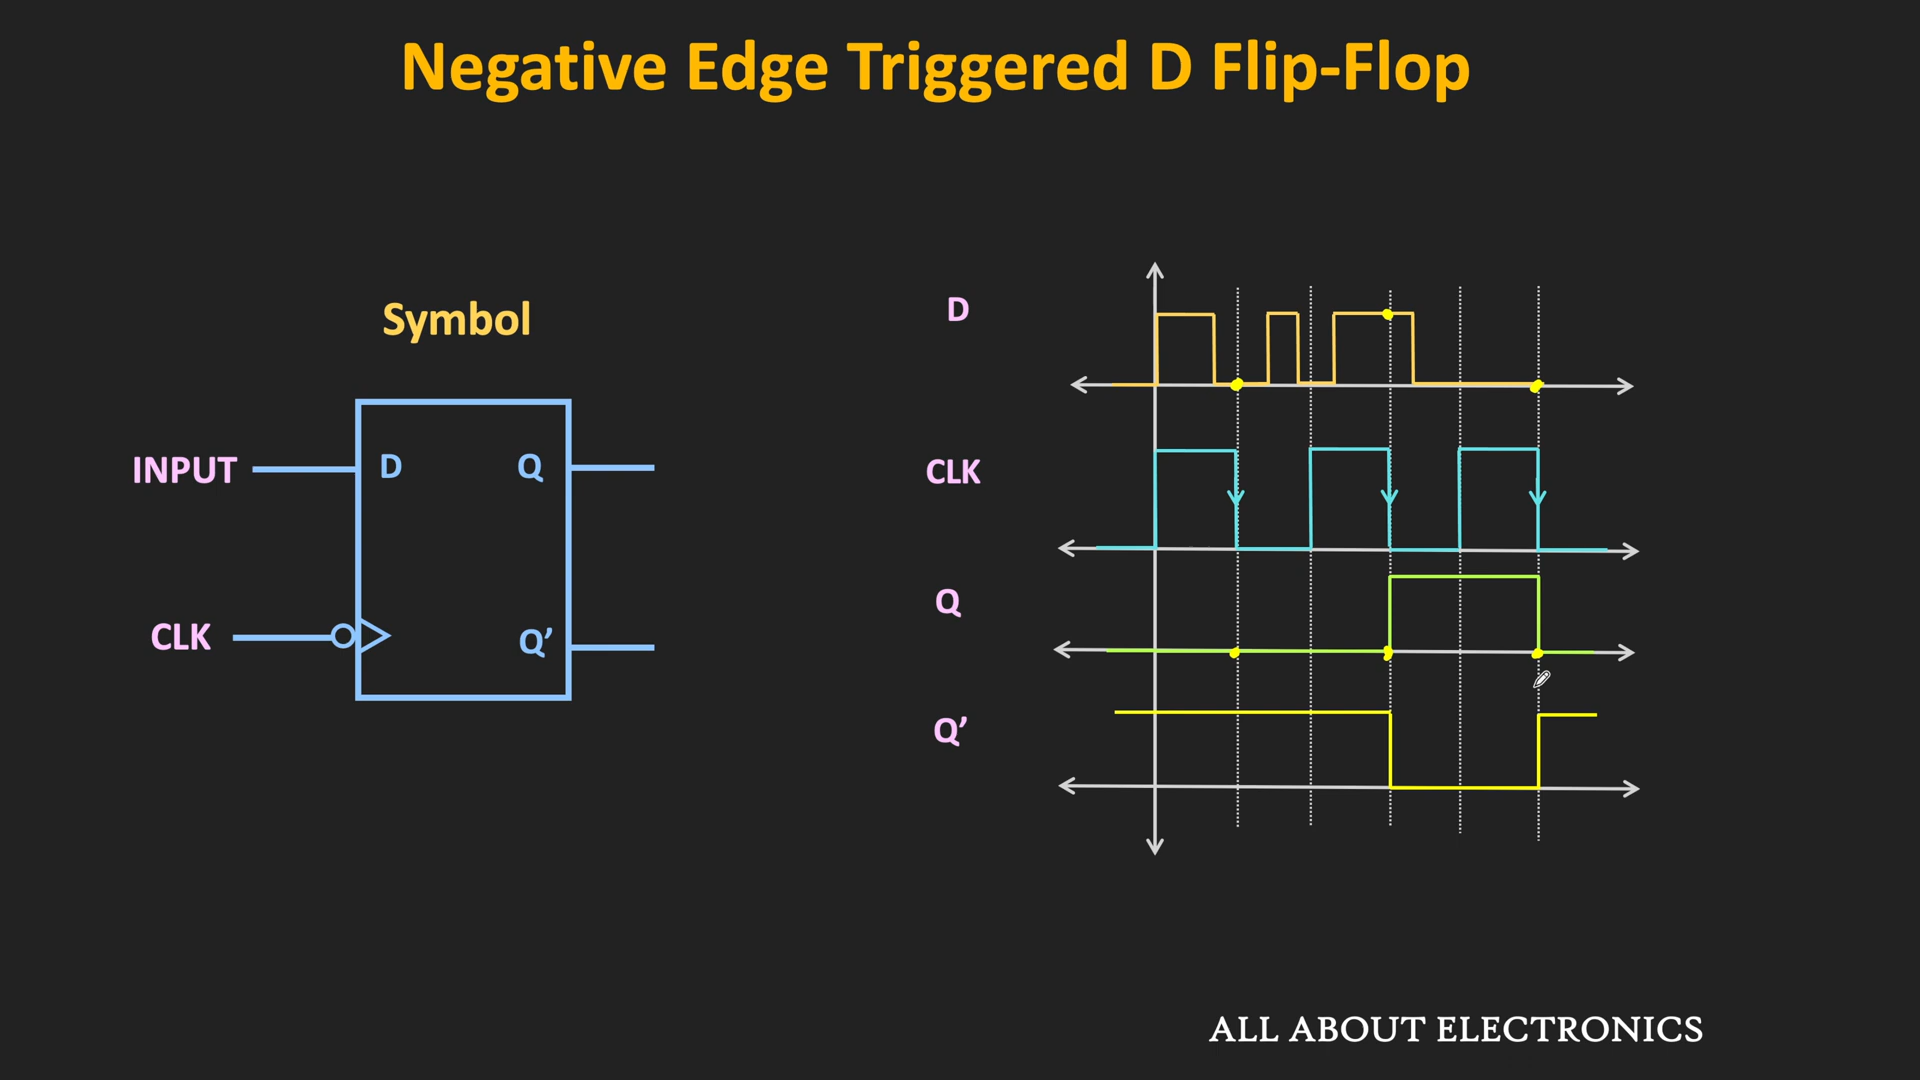 Negative Edge Triggered D Flip-Flop
Symbol
INPUT
D
Q
CLK
Q’
D
CLK
Q
Q’
ALL ABOUT ELECTRONICS